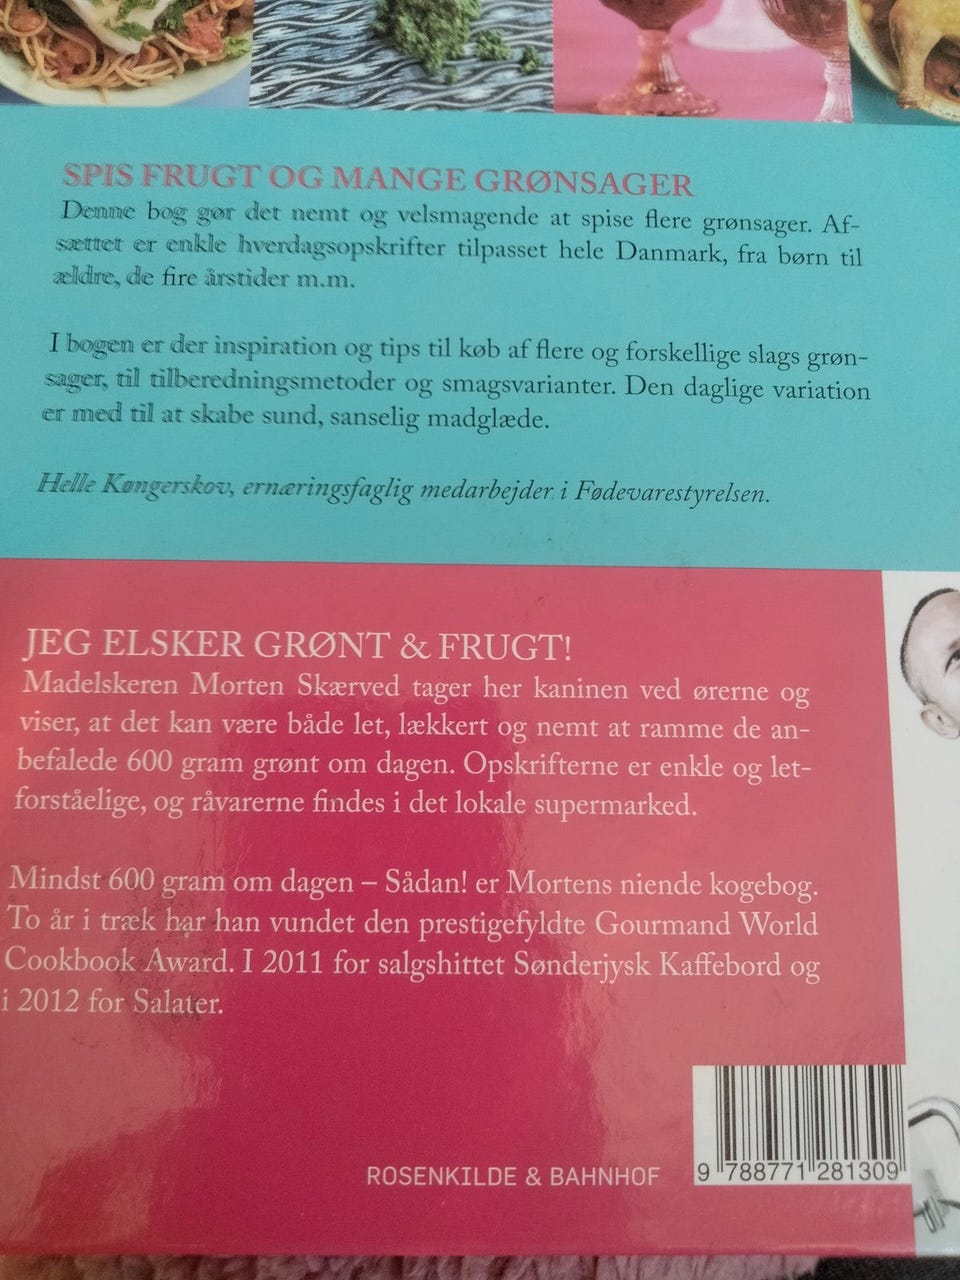 SPIS FRUGT OG MANGE GRØNSAGER
Denne bog gør det nemt og velsmagende at spise flere grønsager. Af-
sættet er enkle hverdagsopskrifter tilpasset hele Danmark, fra børn til
ældre, de fire årstider m.m.
I bogen er der inspiration og tips til køb af flere og forskellige slags grøn-
sager, til tilberedningsmetoder og smagsvarianter. Den daglige variation
er med til at skabe sund, sanselig madglæde.
Helle Køngerskov, ernæringsfaglig medarbejder i Fødevarestyrelsen.
JEG ELSKER GRØNT & FRUGT!
Madelskeren Morten Skærved tager her kaninen ved ørerne og
viser, at det kan være både let, lækkert og nemt at ramme de an-
befalede 600 gram grønt om dagen. Opskrifterne er enkle og let-
forståelige, og råvarerne findes i det lokale supermarked.
Mindst 600 gram om dagen – Sådan! er Mortens niende kogebog.
To år i træk har han vundet den prestigefyldte Gourmand World
Cookbook Award. I 2011 for salgshittet Sønderjysk Kaffebord og
i 2012 for Salater.
ROSENKILDE & BAHNHOF
9 788771 281309